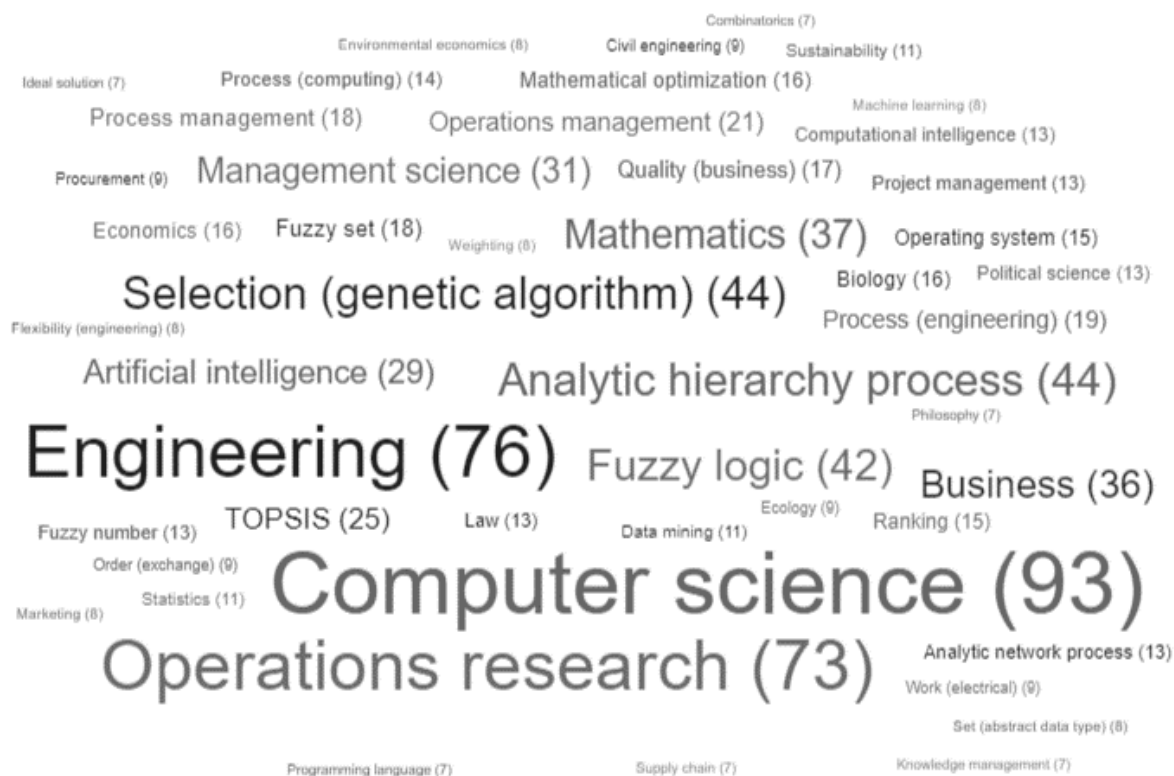 Combinatorics (7)
Environmental economics (8) Civil engineering (9) Sustainability (11)
Ideal solution (7) Process (computing) (14) Mathematical optimization (16)
Machine learning (8)
Process management (18) Operations management (21) Computational intelligence (13)
Procurement (9) Management science (31) Quality (business) (17) Project management (13)
Economics (16) Fuzzy set (18) Weighting (8) Mathematics (37) Operating system (15)
Selection (genetic algorithm) (44) Biology (16) Political science (13)
Flexibility (engineering) (8) Process (engineering) (19)
Artificial intelligence (29) Analytic hierarchy process (44)
Philosophy (7)
Engineering (76) Fuzzy logic (42) Business (36)
Fuzzy number (13) TOPSIS (25) Law (13) Data mining (11) Ecology (9) Ranking (15)
Order (exchange) (9) Computer science (93)
Marketing (8) Statistics (11)
Operations research (73) Analytic network process (13)
Work (electrical) (9)
Set (abstract data type) (8)
Programming language (7) Supply chain (7) Knowledge management (7)